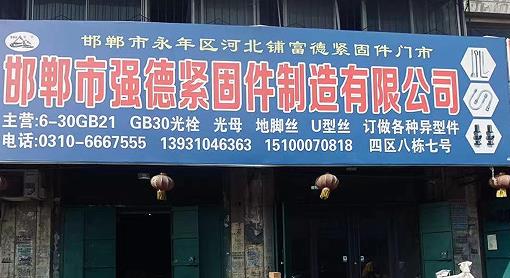 邯郸市永年区河北铺富德紧固件门市
邯郸市强德紧固件制造有限公司
主营:6-30GB21 GB30光栓 光母 地脚丝 U型丝 订做各种异型件
电话:0310-6667555 13931046363 15100070818 四区八栋七号